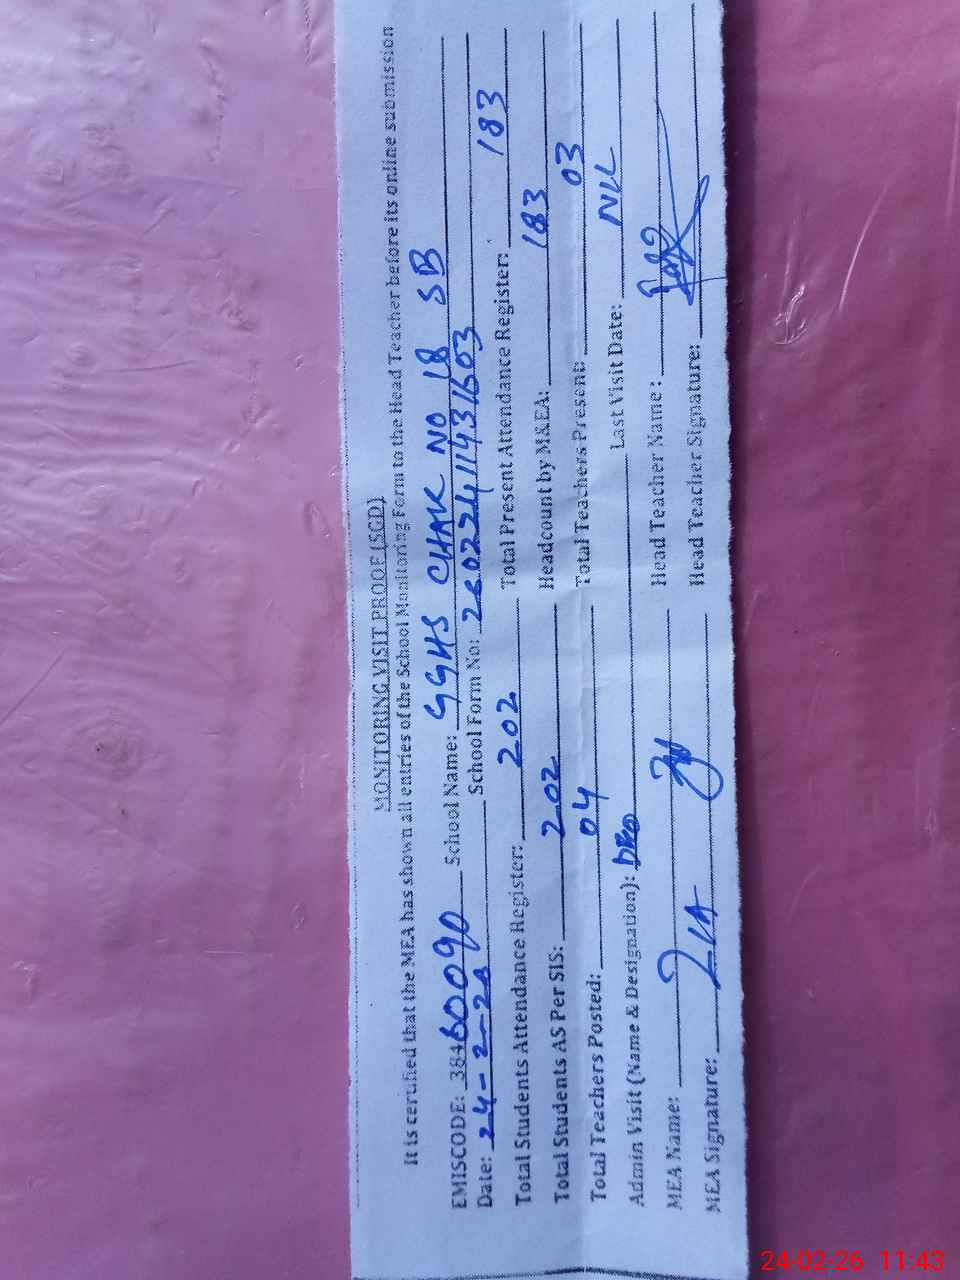 MONITORING VISIT PROOF (SGD)
It is certified that the MEA has shown all entries of the School Monitoring Form to the Head Teacher before its online submission
EMISCODE: 38460090 School Name: GGHS CHAK NO 18 SB
Date: 24-2-26 School Form No: 26022411431603
Total Students Attendance Register: 202 Total Present Attendance Register: 183
Total Students AS Per SIS: 202 Headcount by M&EA: 183
Total Teachers Posted: 04 Total Teachers Present: 03
Admin Visit (Name & Designation): Last Visit Date: NIL
MEA Name: Head Teacher Name:
MEA Signature: Head Teacher Signature:
24-02-26 11:43